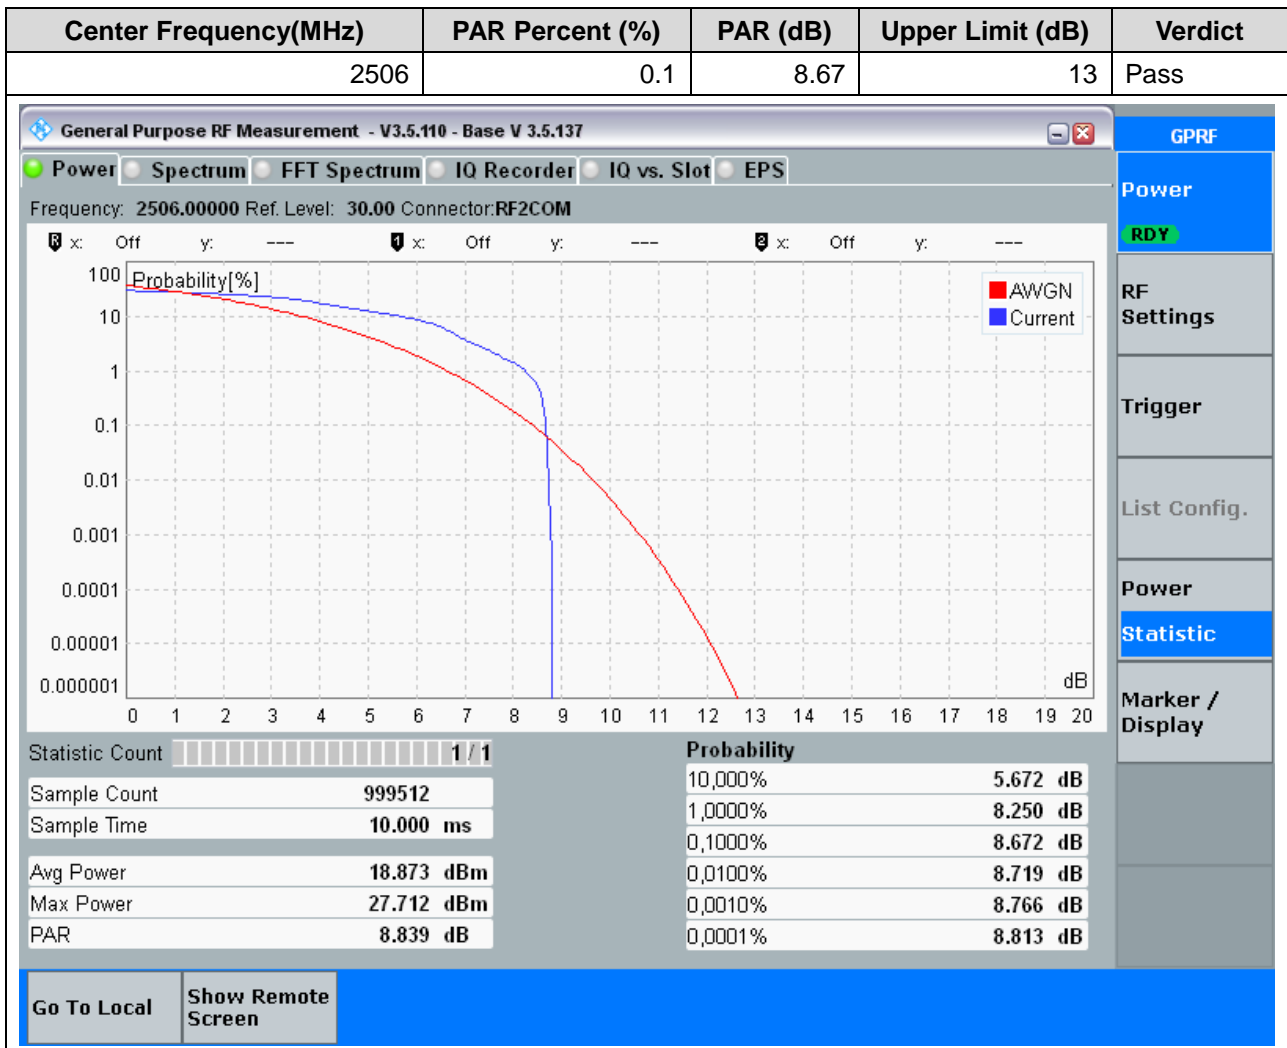 Center Frequency(MHz) PAR Percent (%) PAR (dB) Upper Limit (dB) Verdict
2506 0.1 8.67 13 Pass
General Purpose RF Measurement - V3.5.110 - Base V 3.5.137
GPRF
Power Spectrum FFT Spectrum IQ Recorder IQ vs. Slot EPS
Frequency: 2506.00000 Ref. Level: 30.00 Connector:RF2COM
R x: Off y: --- 1 x: Off y: --- 2 x: Off y: ---
Probability[%]
100
10
1
0.1
0.01
0.001
0.0001
0.00001
0.000001
AWGN
Current
dB
0 1 2 3 4 5 6 7 8 9 10 11 12 13 14 15 16 17 18 19 20
Statistic Count 1 / 1
Sample Count 999512
Sample Time 10.000 ms
Avg Power 18.873 dBm
Max Power 27.712 dBm
PAR 8.839 dB
Probability
10,000% 5.672 dB
1,0000% 8.250 dB
0,1000% 8.672 dB
0,0100% 8.719 dB
0,0010% 8.766 dB
0,0001% 8.813 dB
Power
RDY
RF
Settings
Trigger
List Config.
Power
Statistic
Marker /
Display
Go To Local
Show Remote
Screen